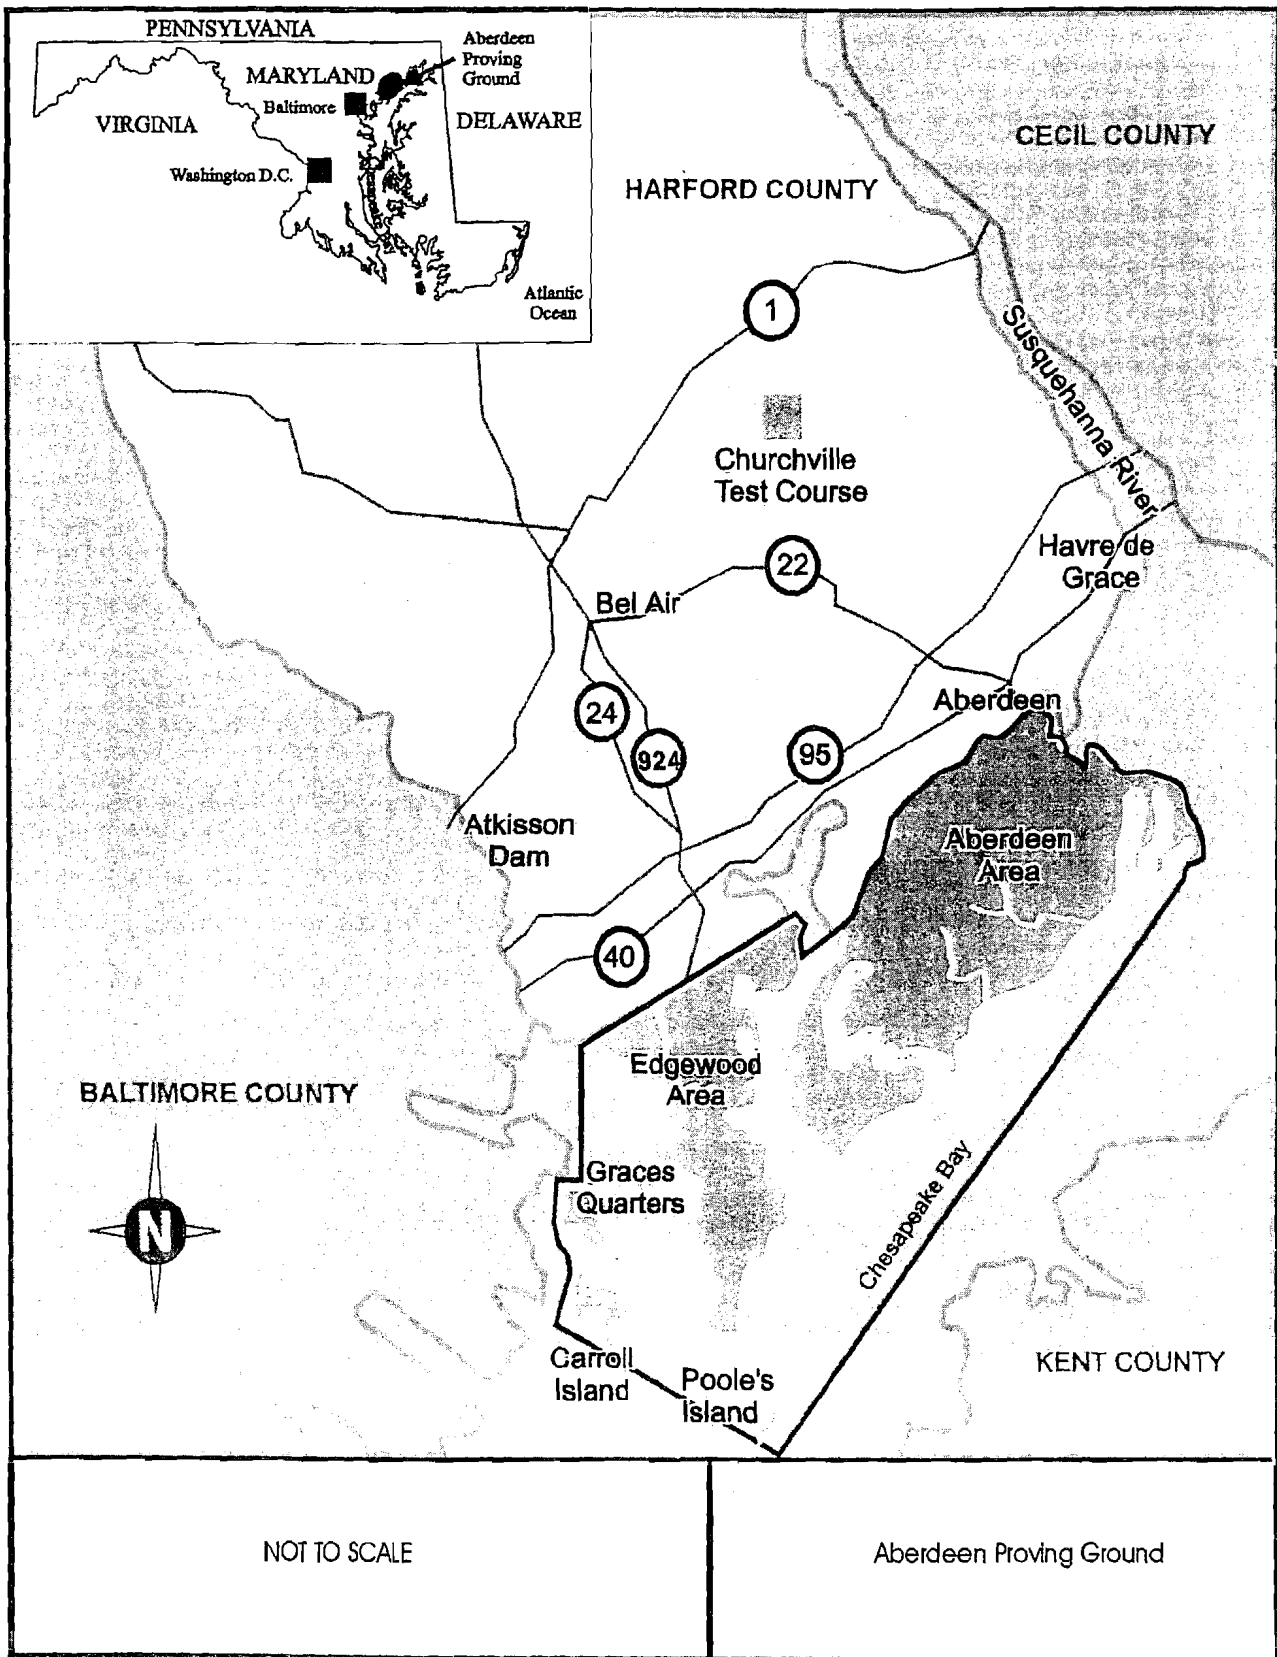 PENNSYLVANIA
Aberdeen
Proving
Ground
MARYLAND
Baltimore
VIRGINIA
DELAWARE
Washington D.C.
Atlantic
Ocean
CECIL COUNTY
HARFORD COUNTY
1
Susquehanna River
Churchville
Test Course
Havre de
Grace
22
Bel Air
24
924
95
Aberdeen
Atkisson
Dam
Aberdeen
Area
40
Edgewood
Area
BALTIMORE COUNTY
Graces
Quarters
N
Chesapeake Bay
Carroll
Island
Poole's
Island
KENT COUNTY
NOT TO SCALE
Aberdeen Proving Ground